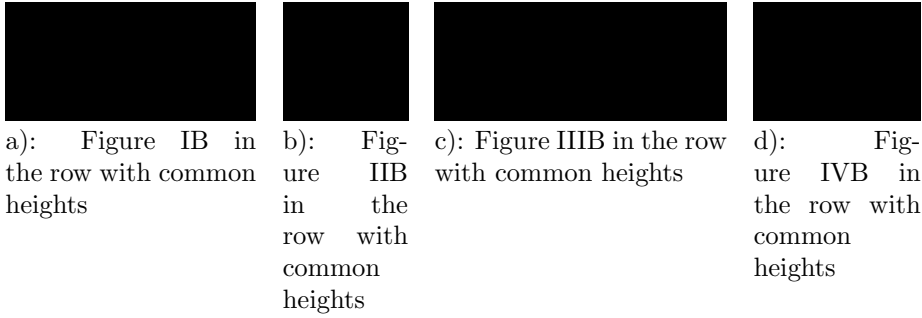 a): Figure IB in
the row with common
heights
b): Fig-
ure IIB
in the
row with
common
heights
c): Figure IIIB in the row
with common heights
d): Fig-
ure IVB in
the row with
common
heights